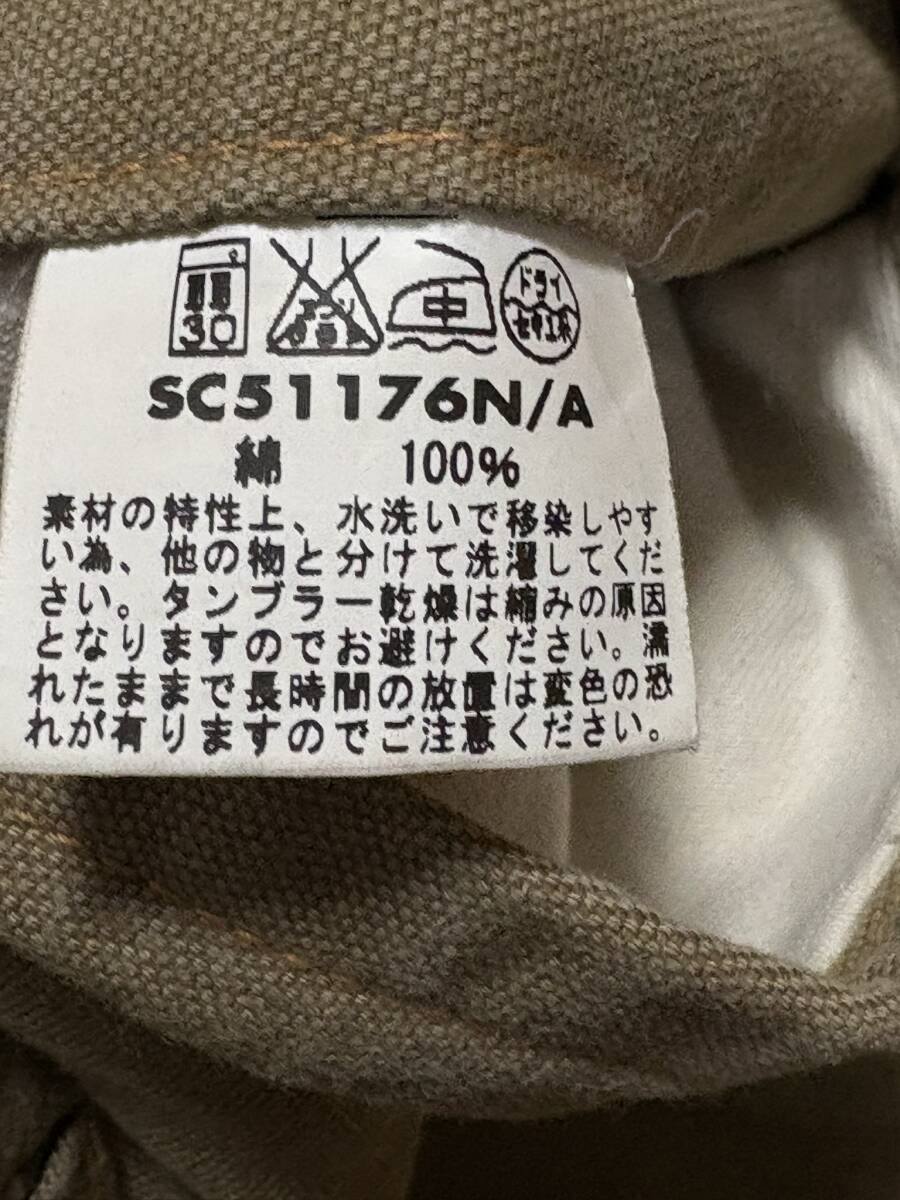 30
中
ドライ
セキユ系
SC51176N/A
綿 100%
素材の特性上、水洗いで移染しやす
い為、他の物と分けて洗濯してくだ
さい。タンブラー乾燥は縮みの原因
となりますのでお避けください。濡
れたままで長時間の放置は変色の恐
れが有りますのでご注意ください。